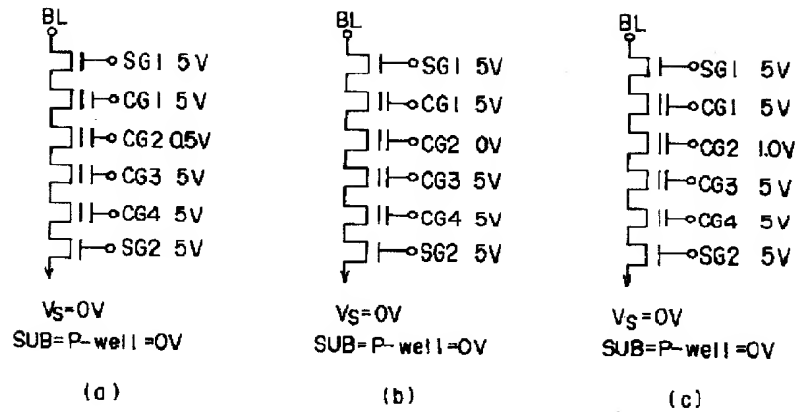 BL
SG1 5V
CG1 5V
CG2 0.5V
CG3 5V
CG4 5V
SG2 5V
VS=0V
SUB=P-well=0V
(a)
BL
SG1 5V
CG1 5V
CG2 0V
CG3 5V
CG4 5V
SG2 5V
VS=0V
SUB=P-well=0V
(b)
BL
SG1 5V
CG1 5V
CG2 1.0V
CG3 5V
CG4 5V
SG2 5V
VS=0V
SUB=P-well=0V
(c)